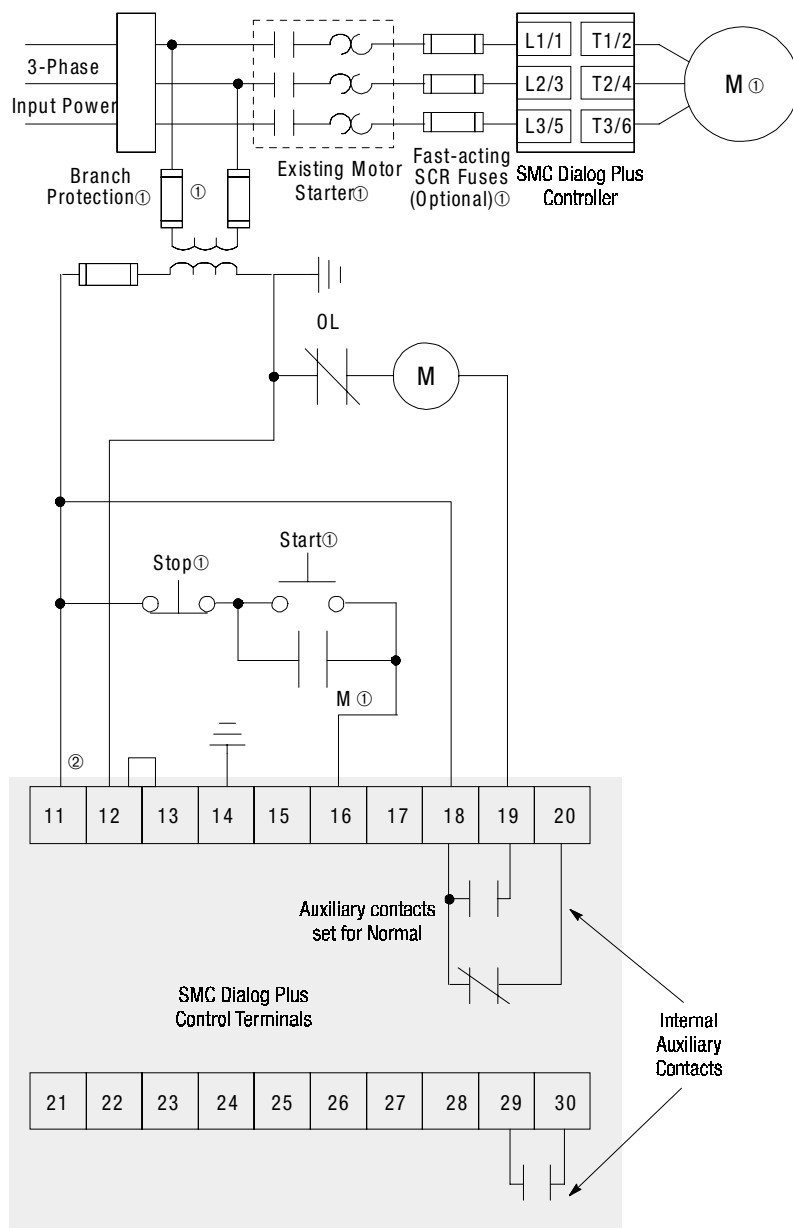 3-Phase
Input Power
L1/1 T1/2
L2/3 T2/4
L3/5 T3/6
M ①
Branch
Protection①
①
Existing Motor
Starter①
Fast-acting
SCR Fuses
(Optional)①
SMC Dialog Plus
Controller
OL
M
Start①
Stop①
M ①
②
11 12 13 14 15 16 17 18 19 20
Auxiliary contacts
set for Normal
SMC Dialog Plus
Control Terminals
Internal
Auxiliary
Contacts
21 22 23 24 25 26 27 28 29 30